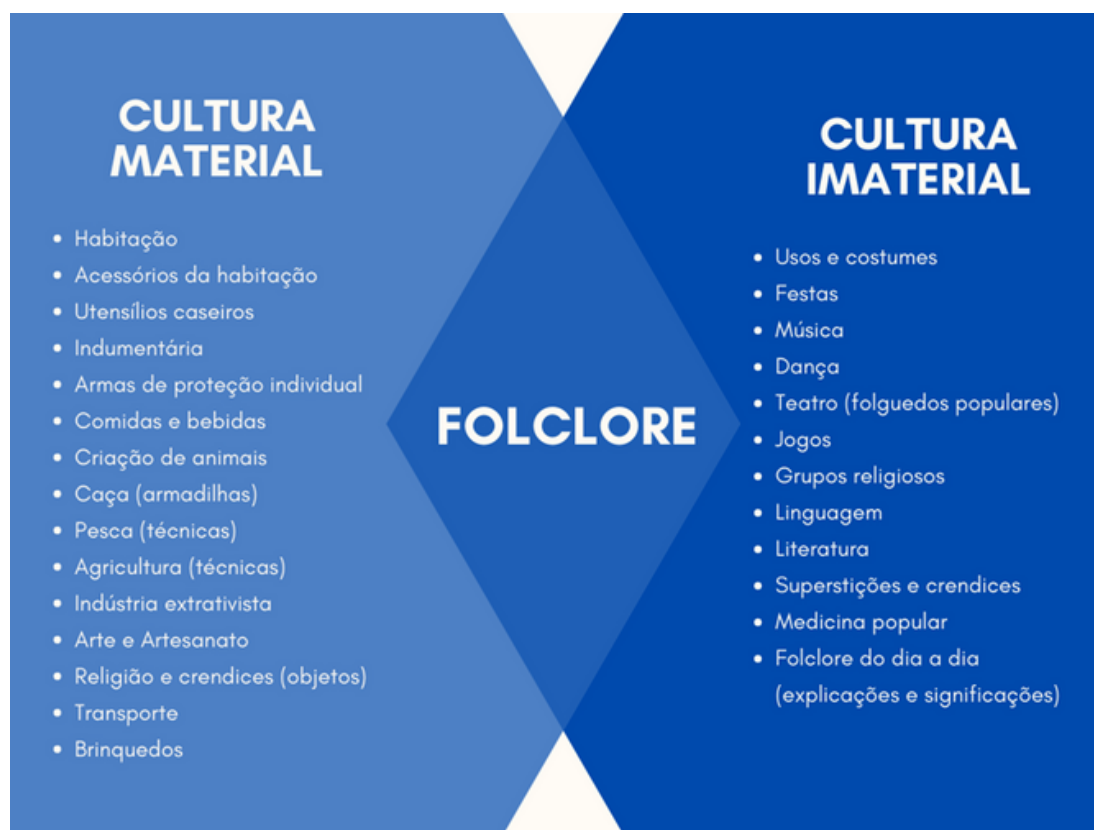 CULTURA
MATERIAL
• Habitação
• Acessórios da habitação
• Utensílios caseiros
• Indumentária
• Armas de proteção individual
• Comidas e bebidas
• Criação de animais
• Caça (armadilhas)
• Pesca (técnicas)
• Agricultura (técnicas)
• Indústria extrativista
• Arte e Artesanato
• Religião e crendices (objetos)
• Transporte
• Brinquedos
FOLCLORE
CULTURA
IMATERIAL
• Usos e costumes
• Festas
• Música
• Dança
• Teatro (folguedos populares)
• Jogos
• Grupos religiosos
• Linguagem
• Literatura
• Superstições e crendices
• Medicina popular
• Folclore do dia a dia
(explicações e significações)